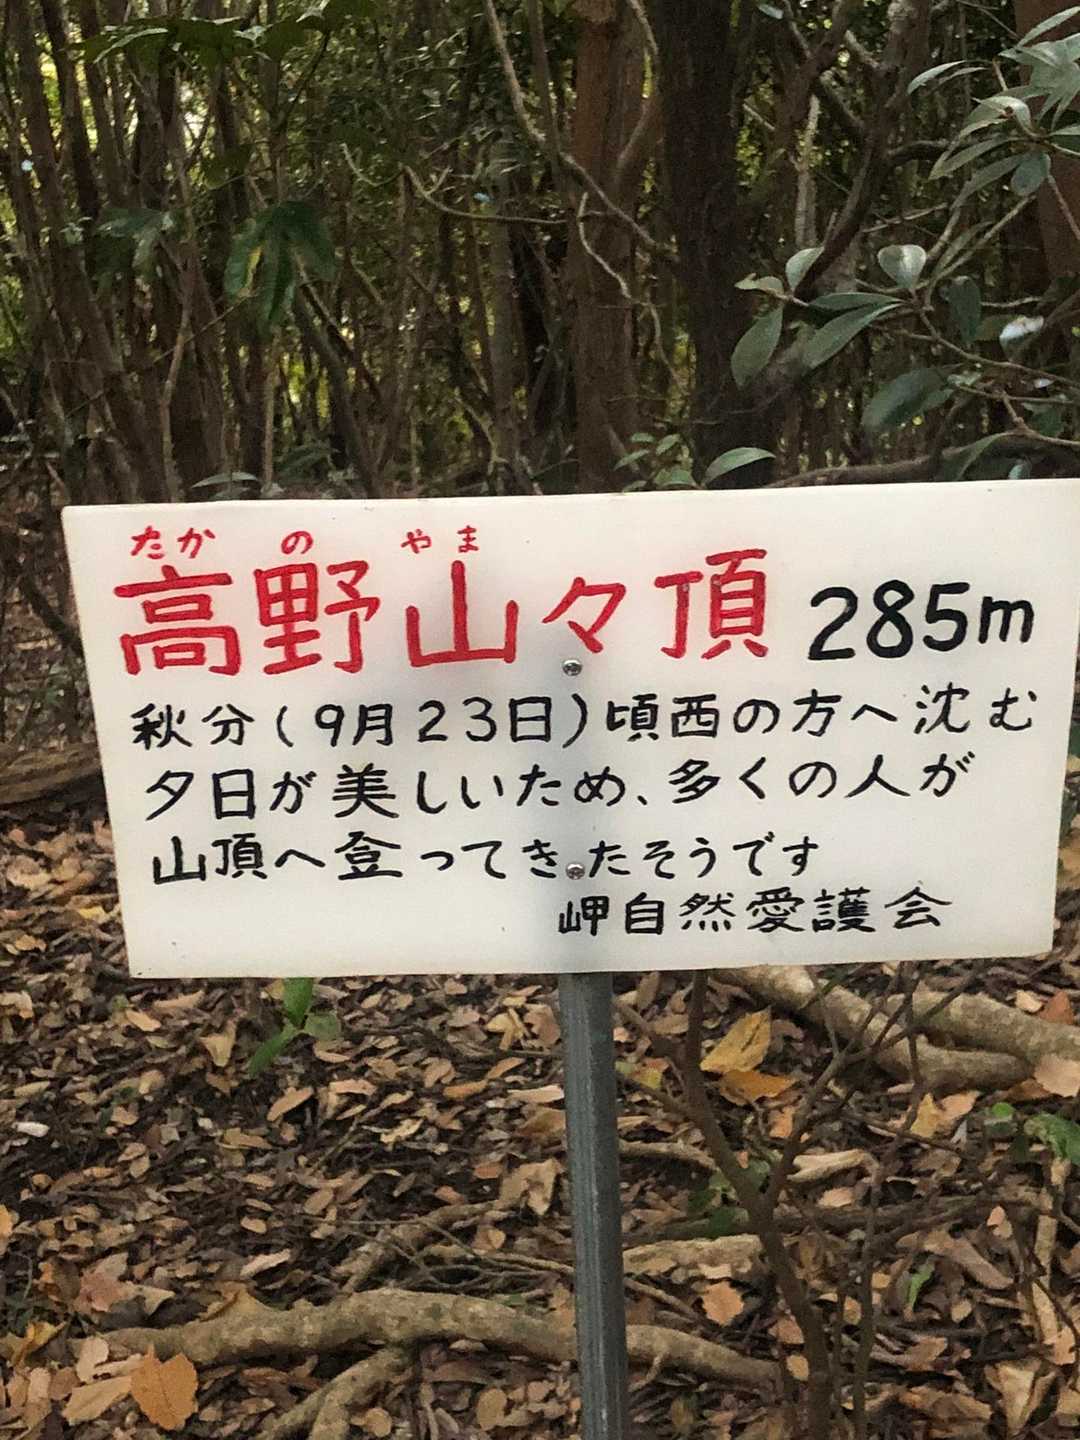 たかのやま
高野山々頂 285m
秋分(9月23日)頃西の方へ沈む
夕日が美しいため、多くの人が
山頂へ登ってきたそうです
岬自然愛護会